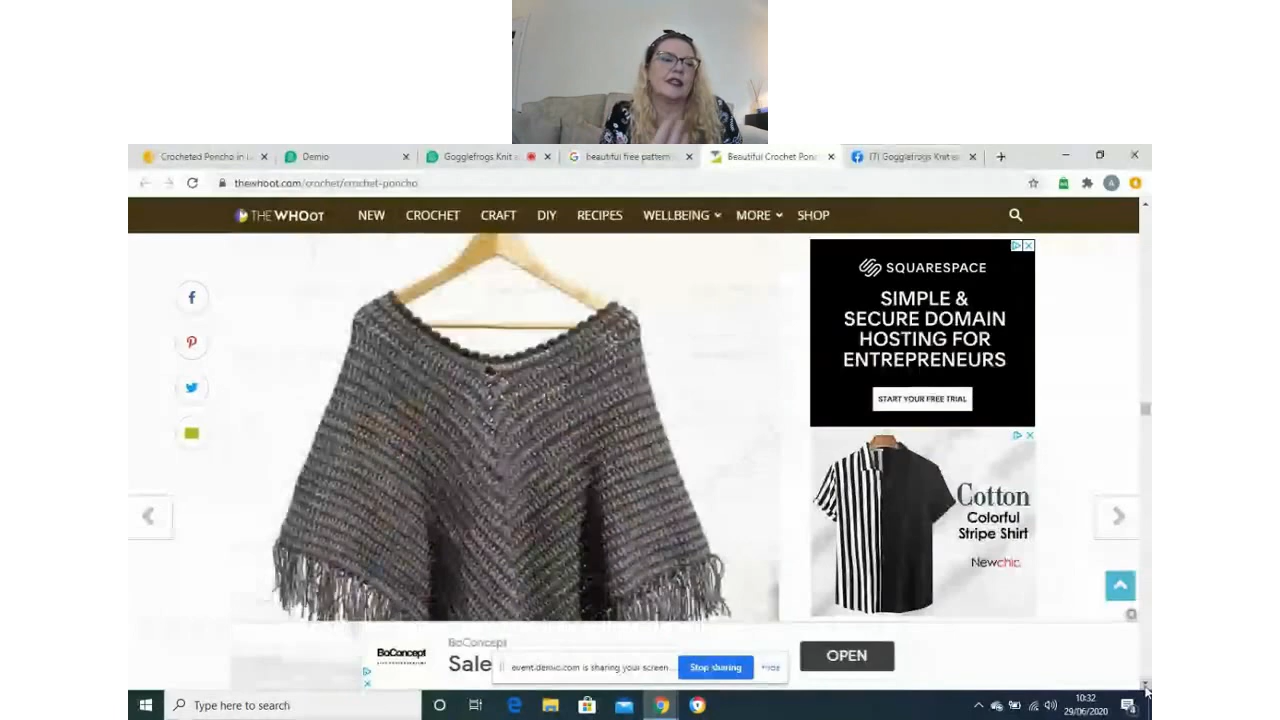 Crocheted Poncho in
Demio
Gogglefrogs Knit
beautiful free pattern
Beautiful Crochet Ponc
(7) Gogglefrogs Knit
thewhoot.com/crochet/crochet-poncho
THE WHOOT
NEW
CROCHET
CRAFT
DIY
RECIPES
WELLBEING
MORE
SHOP
SQUARESPACE
SIMPLE &
SECURE DOMAIN
HOSTING FOR
ENTREPRENEURS
START YOUR FREE TRIAL
Cotton
Colorful
Stripe Shirt
Newchic
BoConcept
BoConcept
Sale
event.demio.com is sharing your screen.
Stop sharing
Hide
OPEN
Type here to search
10:32
29/06/2020